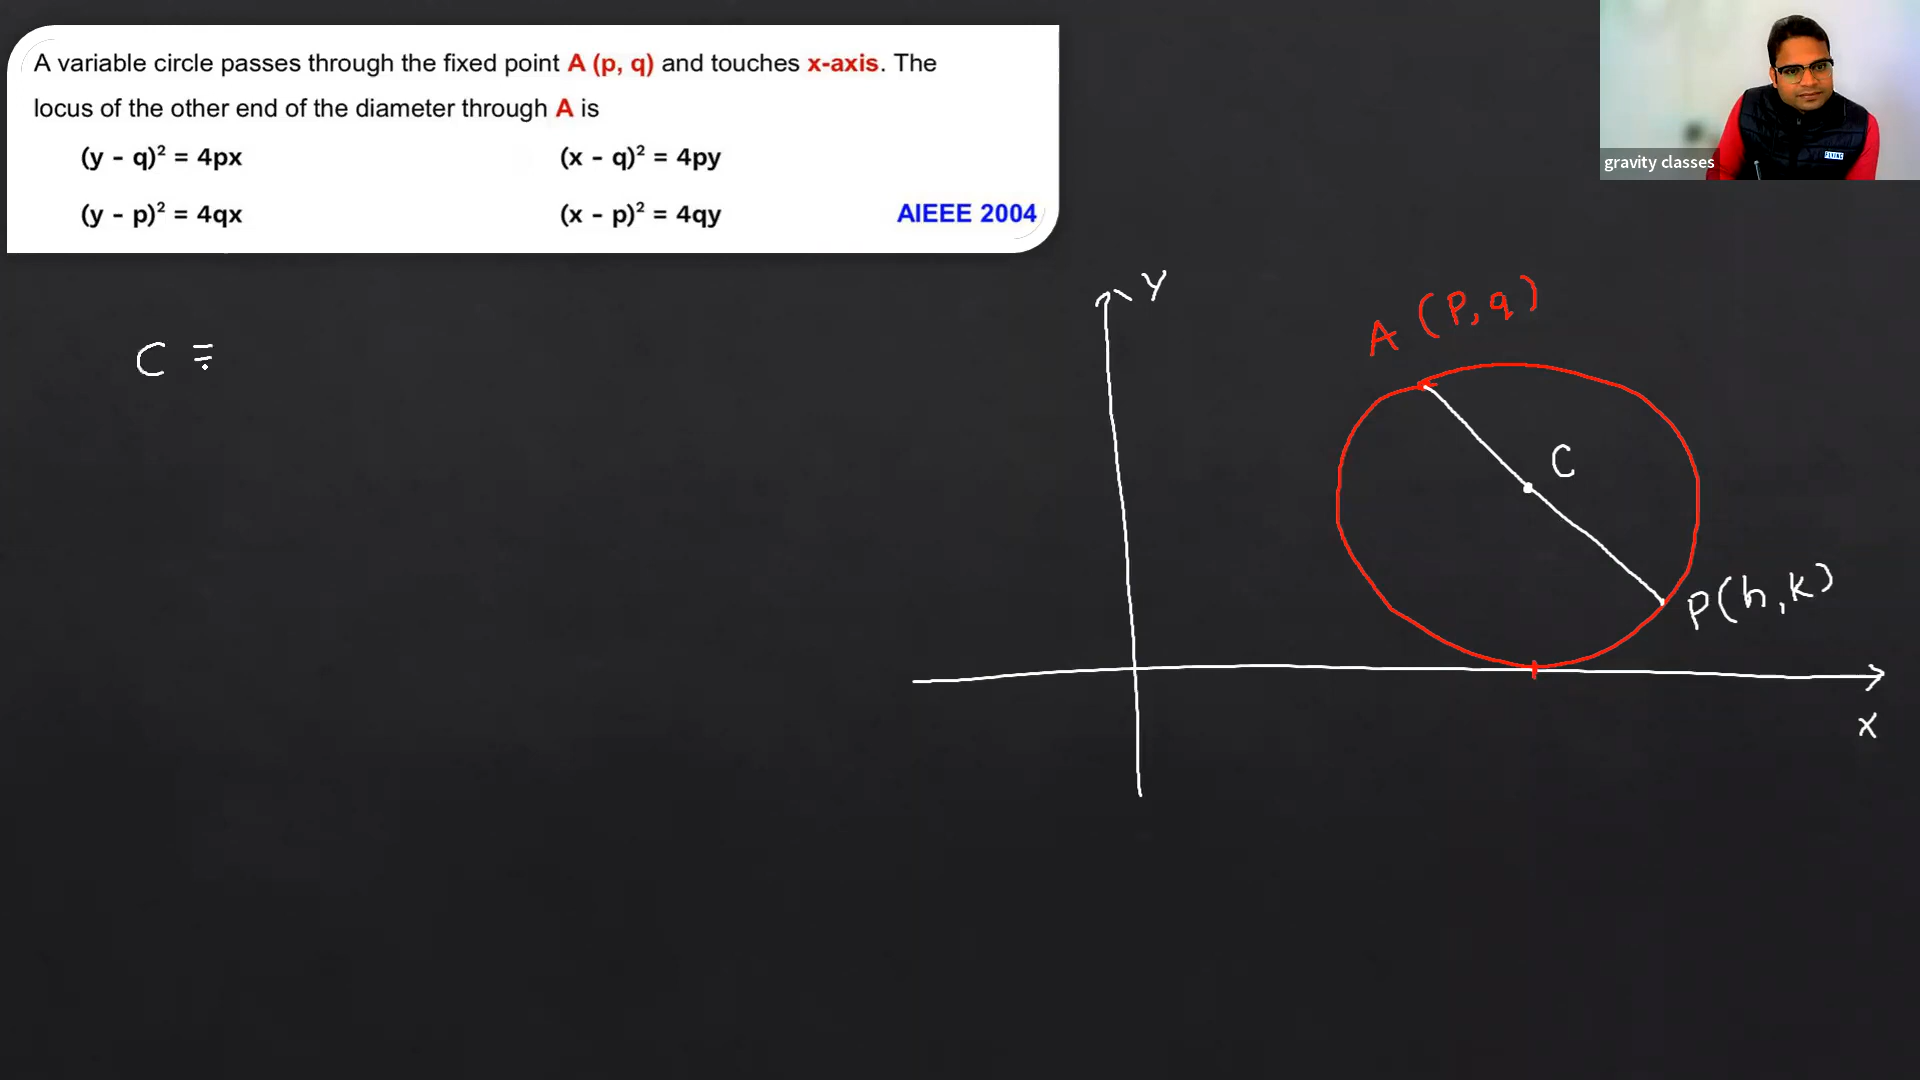 A variable circle passes through the fixed point A (p, q) and touches x-axis. The
locus of the other end of the diameter through A is
(y - q)² = 4px (x - q)² = 4py
(y - p)² = 4qx (x - p)² = 4qy AIEEE 2004
gravity classes
Y
A (P, q)
C ≡
C
P(h, k)
X